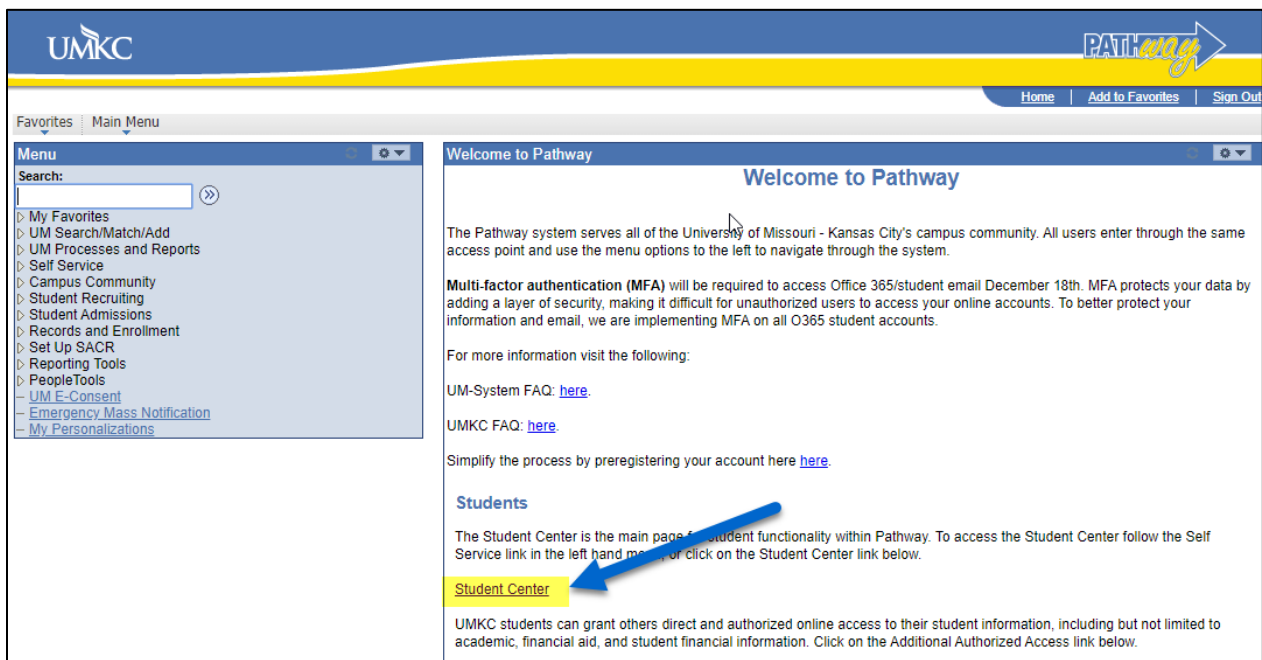 UMKC
PATHway
Home | Add to Favorites | Sign Out
Favorites Main Menu
Menu
Search:
My Favorites
UM Search/Match/Add
UM Processes and Reports
Self Service
Campus Community
Student Recruiting
Student Admissions
Records and Enrollment
Set Up SACR
Reporting Tools
PeopleTools
– UM E-Consent
– Emergency Mass Notification
– My Personalizations
Welcome to Pathway
Welcome to Pathway
The Pathway system serves all of the University of Missouri - Kansas City's campus community. All users enter through the same
access point and use the menu options to the left to navigate through the system.
Multi-factor authentication (MFA) will be required to access Office 365/student email December 18th. MFA protects your data by
adding a layer of security, making it difficult for unauthorized users to access your online accounts. To better protect your
information and email, we are implementing MFA on all O365 student accounts.
For more information visit the following:
UM-System FAQ: here.
UMKC FAQ: here.
Simplify the process by preregistering your account here here.
Students
The Student Center is the main page student functionality within Pathway. To access the Student Center follow the Self
Service link in the left hand or click on the Student Center link below.
Student Center
UMKC students can grant others direct and authorized online access to their student information, including but not limited to
academic, financial aid, and student financial information. Click on the Additional Authorized Access link below.